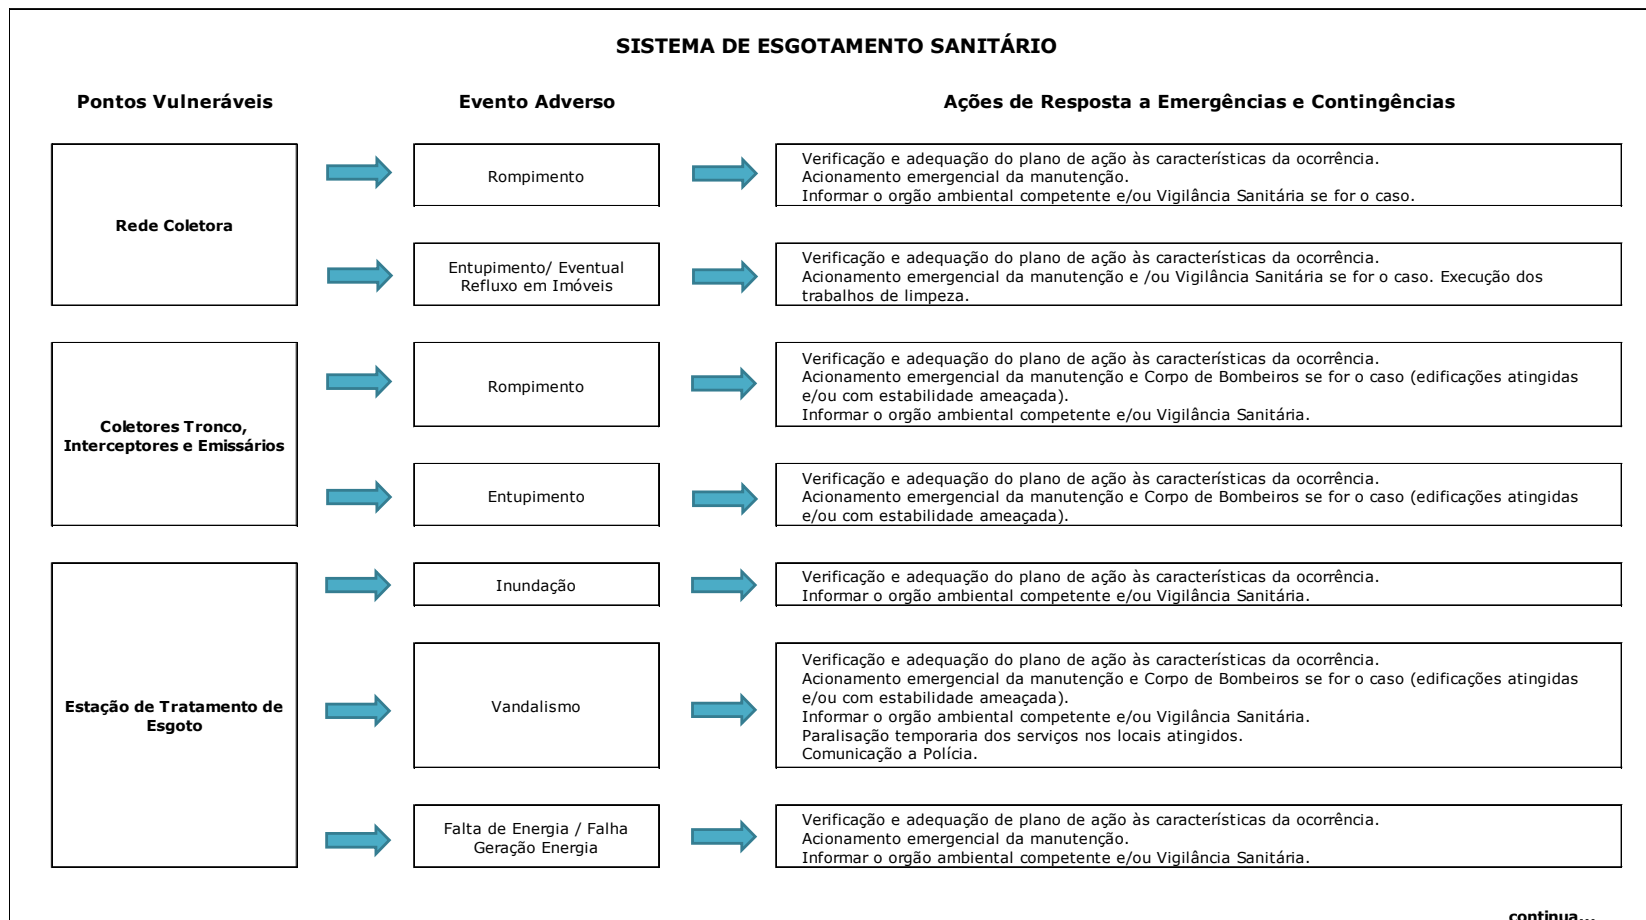 SISTEMA DE ESGOTAMENTO SANITÁRIO
Pontos Vulneráveis
Evento Adverso
Ações de Resposta a Emergências e Contingências
Rede Coletora
Rompimento
Verificação e adequação do plano de ação às características da ocorrência.
Acionamento emergencial da manutenção.
Informar o orgão ambiental competente e/ou Vigilância Sanitária se for o caso.
Entupimento/ Eventual
Refluxo em Imóveis
Verificação e adequação do plano de ação às características da ocorrência.
Acionamento emergencial da manutenção e /ou Vigilância Sanitária se for o caso. Execução dos
trabalhos de limpeza.
Coletores Tronco,
Interceptores e Emissários
Rompimento
Verificação e adequação do plano de ação às características da ocorrência.
Acionamento emergencial da manutenção e Corpo de Bombeiros se for o caso (edificações atingidas
e/ou com estabilidade ameaçada).
Informar o orgão ambiental competente e/ou Vigilância Sanitária.
Entupimento
Verificação e adequação do plano de ação às características da ocorrência.
Acionamento emergencial da manutenção e Corpo de Bombeiros se for o caso (edificações atingidas
e/ou com estabilidade ameaçada).
Estação de Tratamento de
Esgoto
Inundação
Verificação e adequação do plano de ação às características da ocorrência.
Informar o orgão ambiental competente e/ou Vigilância Sanitária.
Vandalismo
Verificação e adequação do plano de ação às características da ocorrência.
Acionamento emergencial da manutenção e Corpo de Bombeiros se for o caso (edificações atingidas
e/ou com estabilidade ameaçada).
Informar o orgão ambiental competente e/ou Vigilância Sanitária.
Paralisação temporaria dos serviços nos locais atingidos.
Comunicação a Polícia.
Falta de Energia / Falha
Geração Energia
Verificação e adequação de plano de ação às características da ocorrência.
Acionamento emergencial da manutenção.
Informar o orgão ambiental competente e/ou Vigilância Sanitária.
continua...